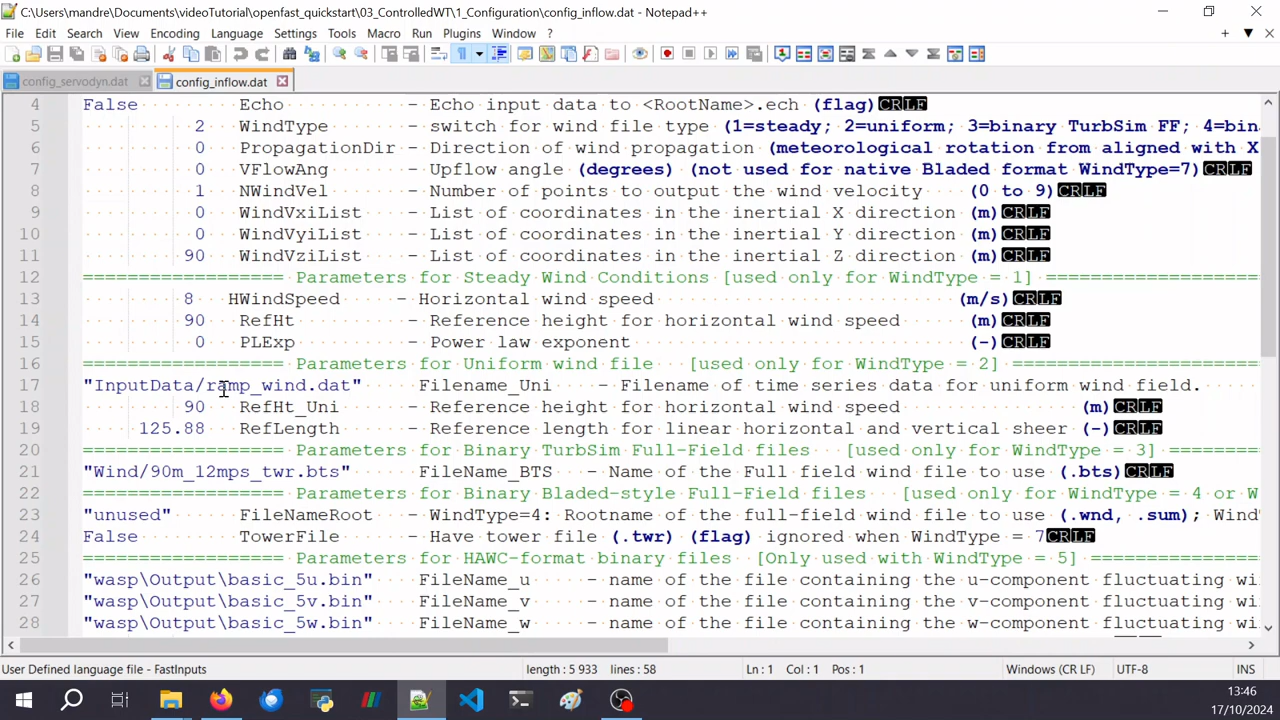 C:\Users\mandre\Documents\videoTutorial\openfast_quickstart\03_ControlledWT\1_Configuration\config_inflow.dat - Notepad++
File Edit Search View Encoding Language Settings Tools Macro Run Plugins Window ?
config_servodyn.dat config_inflow.dat
4 False Echo - Echo input data to <RootName>.ech (flag)CRLF
5 2 WindType - switch for wind file type (1=steady; 2=uniform; 3=binary TurbSim FF; 4=bin
6 0 PropagationDir - Direction of wind propagation (meteorological rotation from aligned with X
7 0 VFlowAng - Upflow angle (degrees) (not used for native Bladed format WindType=7)CRLF
8 1 NWindVel - Number of points to output the wind velocity (0 to 9)CRLF
9 0 WindVxiList - List of coordinates in the inertial X direction (m)CRLF
10 0 WindVyiList - List of coordinates in the inertial Y direction (m)CRLF
11 90 WindVziList - List of coordinates in the inertial Z direction (m)CRLF
12 ================== Parameters for Steady Wind Conditions [used only for WindType = 1] ===================
13 8 HWindSpeed - Horizontal wind speed (m/s)CRLF
14 90 RefHt - Reference height for horizontal wind speed (m)CRLF
15 0 PLExp - Power law exponent (-)CRLF
16 ================== Parameters for Uniform wind file [used only for WindType = 2] ======================
17 "InputData/ramp_wind.dat" Filename_Uni - Filename of time series data for uniform wind field.
18 90 RefHt_Uni - Reference height for horizontal wind speed (m)CRLF
19 125.88 RefLength - Reference length for linear horizontal and vertical sheer (-)CRLF
20 ================== Parameters for Binary TurbSim Full-Field files [used only for WindType = 3] ========
21 "Wind/90m_12mps_twr.bts" FileName_BTS - Name of the Full field wind file to use (.bts)CRLF
22 ================== Parameters for Binary Bladed-style Full-Field files [used only for WindType = 4 or W
23 "unused" FileNameRoot - WindType=4: Rootname of the full-field wind file to use (.wnd, .sum); WindT
24 False TowerFile - Have tower file (.twr) (flag) ignored when WindType = 7CRLF
25 ================== Parameters for HAWC-format binary files [Only used with WindType = 5] ===============
26 "wasp\Output\basic_5u.bin" FileName_u - name of the file containing the u-component fluctuating wi
27 "wasp\Output\basic_5v.bin" FileName_v - name of the file containing the v-component fluctuating wi
28 "wasp\Output\basic_5w.bin" FileName_w - name of the file containing the w-component fluctuating wi
User Defined language file - FastInputs length : 5 933 lines : 58 Ln : 1 Col : 1 Pos : 1 Windows (CR LF) UTF-8 INS
13:46
17/10/2024